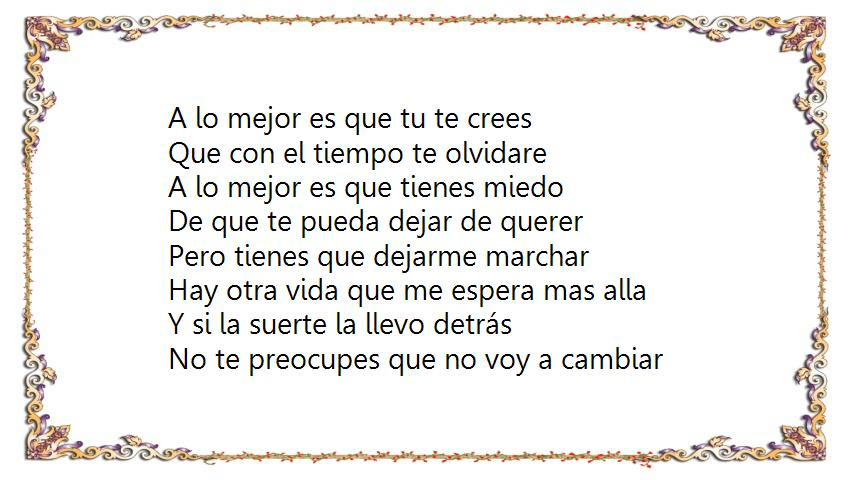 A lo mejor es que tu te crees
Que con el tiempo te olvidare
A lo mejor es que tienes miedo
De que te pueda dejar de querer
Pero tienes que dejarme marchar
Hay otra vida que me espera mas alla
Y si la suerte la llevo detrás
No te preocupes que no voy a cambiar